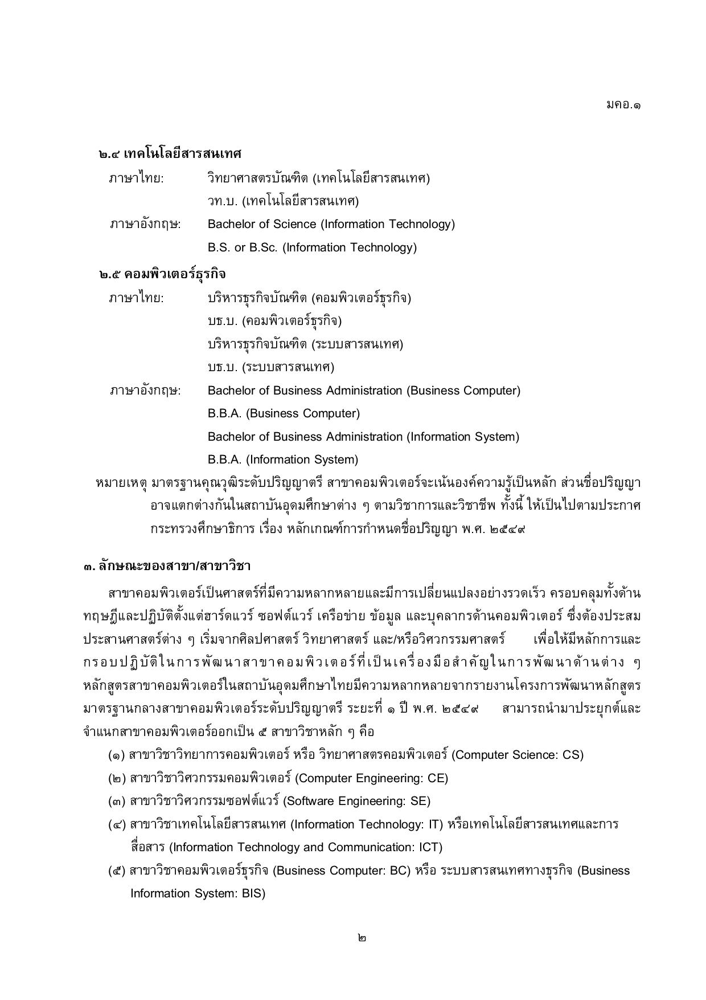 มคอ.๑
๒.๔ เทคโนโลยีสารสนเทศ
ภาษาไทย: วิทยาศาสตรบัณฑิต (เทคโนโลยีสารสนเทศ)
วท.บ. (เทคโนโลยีสารสนเทศ)
ภาษาอังกฤษ: Bachelor of Science (Information Technology)
B.S. or B.Sc. (Information Technology)
๒.๕ คอมพิวเตอร์ธุรกิจ
ภาษาไทย: บริหารธุรกิจบัณฑิต (คอมพิวเตอร์ธุรกิจ)
บธ.บ. (คอมพิวเตอร์ธุรกิจ)
บริหารธุรกิจบัณฑิต (ระบบสารสนเทศ)
บธ.บ. (ระบบสารสนเทศ)
ภาษาอังกฤษ: Bachelor of Business Administration (Business Computer)
B.B.A. (Business Computer)
Bachelor of Business Administration (Information System)
B.B.A. (Information System)
หมายเหตุ มาตรฐานคุณวุฒิระดับปริญญาตรี สาขาคอมพิวเตอร์จะเน้นองค์ความรู้เป็นหลัก ส่วนชื่อปริญญา
อาจแตกต่างกันในสถาบันอุดมศึกษาต่าง ๆ ตามวิชาการและวิชาชีพ ทั้งนี้ ให้เป็นไปตามประกาศ
กระทรวงศึกษาธิการ เรื่อง หลักเกณฑ์การกำหนดชื่อปริญญา พ.ศ. ๒๕๔๙
๓. ลักษณะของสาขา/สาขาวิชา
สาขาคอมพิวเตอร์เป็นศาสตร์ที่มีความหลากหลายและมีการเปลี่ยนแปลงอย่างรวดเร็ว ครอบคลุมทั้งด้าน
ทฤษฎีและปฏิบัติตั้งแต่ฮาร์ดแวร์ ซอฟต์แวร์ เครือข่าย ข้อมูล และบุคลากรด้านคอมพิวเตอร์ ซึ่งต้องประสม
ประสานศาสตร์ต่าง ๆ เริ่มจากศิลปศาสตร์ วิทยาศาสตร์ และ/หรือวิศวกรรมศาสตร์ เพื่อให้มีหลักการและ
กรอบปฏิบัติในการพัฒนาสาขาคอมพิวเตอร์ที่เป็นเครื่องมือสำคัญในการพัฒนาด้านต่าง ๆ
หลักสูตรสาขาคอมพิวเตอร์ในสถาบันอุดมศึกษาไทยมีความหลากหลายจากรายงานโครงการพัฒนาหลักสูตร
มาตรฐานกลางสาขาคอมพิวเตอร์ระดับปริญญาตรี ระยะที่ ๑ ปี พ.ศ. ๒๕๔๙ สามารถนำมาประยุกต์และ
จำแนกสาขาคอมพิวเตอร์ออกเป็น ๕ สาขาวิชาหลัก ๆ คือ
(๑) สาขาวิชาวิทยาการคอมพิวเตอร์ หรือ วิทยาศาสตรคอมพิวเตอร์ (Computer Science: CS)
(๒) สาขาวิชาวิศวกรรมคอมพิวเตอร์ (Computer Engineering: CE)
(๓) สาขาวิชาวิศวกรรมซอฟต์แวร์ (Software Engineering: SE)
(๔) สาขาวิชาเทคโนโลยีสารสนเทศ (Information Technology: IT) หรือเทคโนโลยีสารสนเทศและการ
สื่อสาร (Information Technology and Communication: ICT)
(๕) สาขาวิชาคอมพิวเตอร์ธุรกิจ (Business Computer: BC) หรือ ระบบสารสนเทศทางธุรกิจ (Business
Information System: BIS)
๒